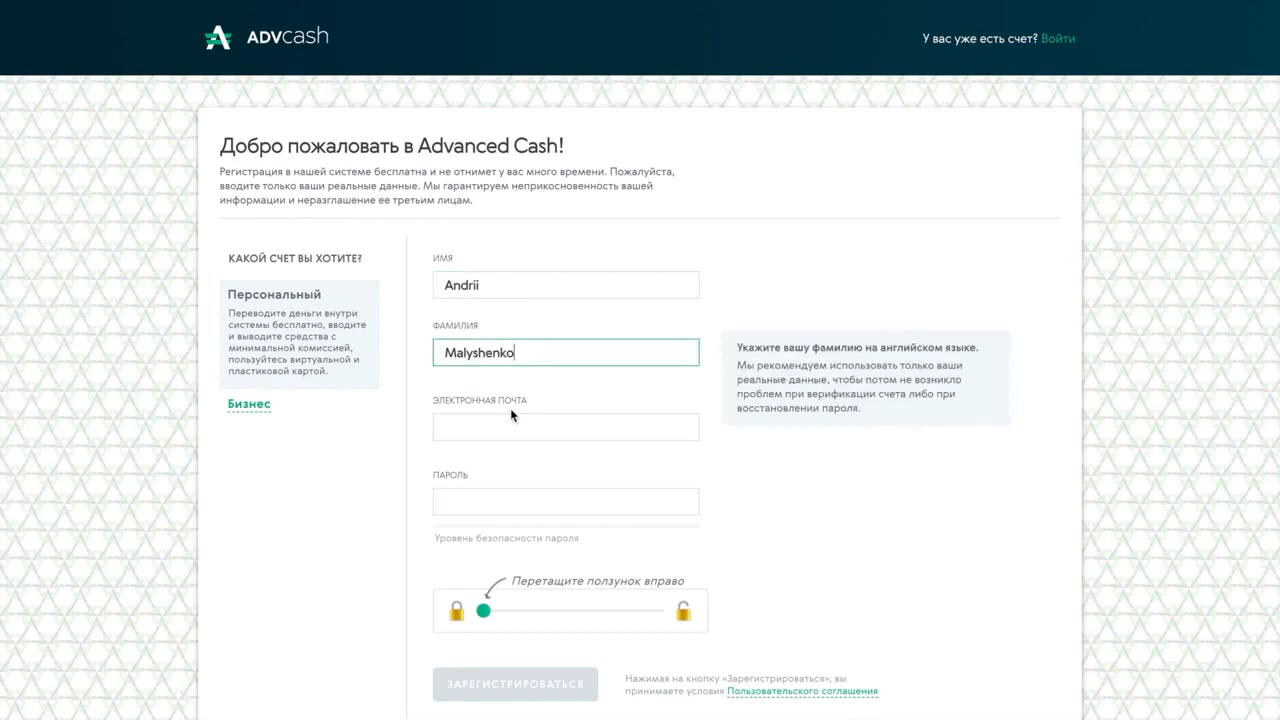 ADVcash
У вас уже есть счет? Войти
Добро пожаловать в Advanced Cash!
Регистрация в нашей системе бесплатна и не отнимет у вас много времени. Пожалуйста,
вводите только ваши реальные данные. Мы гарантируем неприкосновенность вашей
информации и неразглашение ее третьим лицам.
КАКОЙ СЧЕТ ВЫ ХОТИТЕ?
Персональный
Переводите деньги внутри
системы бесплатно, вводите
и выводите средства с
минимальной комиссией,
пользуйтесь виртуальной и
пластиковой картой.
Бизнес
ИМЯ
Andrii
ФАМИЛИЯ
Malyshenko
Укажите вашу фамилию на английском языке.
Мы рекомендуем использовать только ваши
реальные данные, чтобы потом не возникло
проблем при верификации счета либо при
восстановлении пароля.
ЭЛЕКТРОННАЯ ПОЧТА
ПАРОЛЬ
Уровень безопасности пароля
Перетащите ползунок вправо
ЗАРЕГИСТРИРОВАТЬСЯ
Нажимая на кнопку «Зарегистрироваться», вы
принимаете условия Пользовательского соглашения